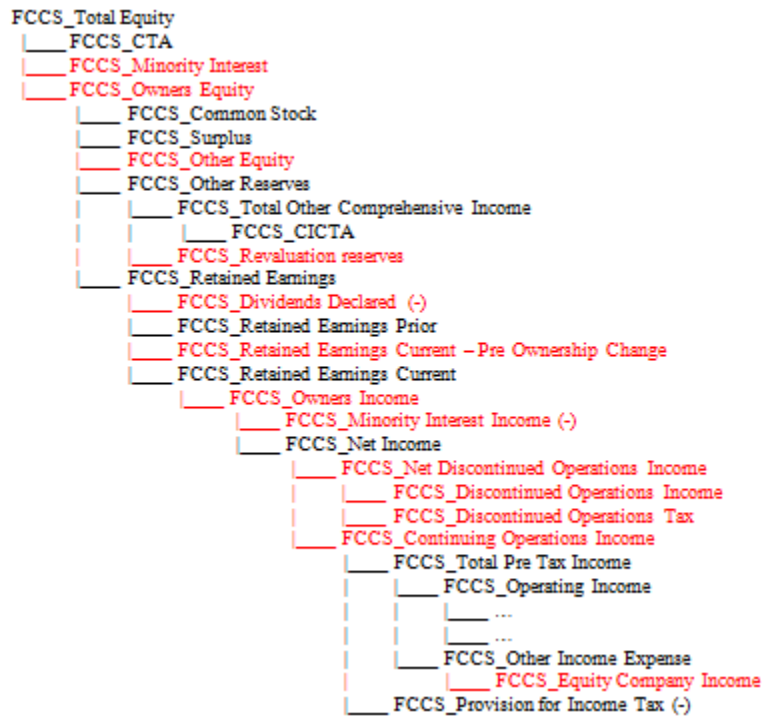 FCCS_Total Equity
FCCS_CTA
FCCS_Minority Interest
FCCS_Owners Equity
FCCS_Common Stock
FCCS_Surplus
FCCS_Other Equity
FCCS_Other Reserves
FCCS_Total Other Comprehensive Income
FCCS_CICTA
FCCS_Revaluation reserves
FCCS_Retained Earnings
FCCS_Dividends Declared (-)
FCCS_Retained Earnings Prior
FCCS_Retained Earnings Current – Pre Ownership Change
FCCS_Retained Earnings Current
FCCS_Owners Income
FCCS_Minority Interest Income (-)
FCCS_Net Income
FCCS_Net Discontinued Operations Income
FCCS_Discontinued Operations Income
FCCS_Discontinued Operations Tax
FCCS_Continuing Operations Income
FCCS_Total Pre Tax Income
FCCS_Operating Income
...
...
FCCS_Other Income Expense
FCCS_Equity Company Income
FCCS_Provision for Income Tax (-)